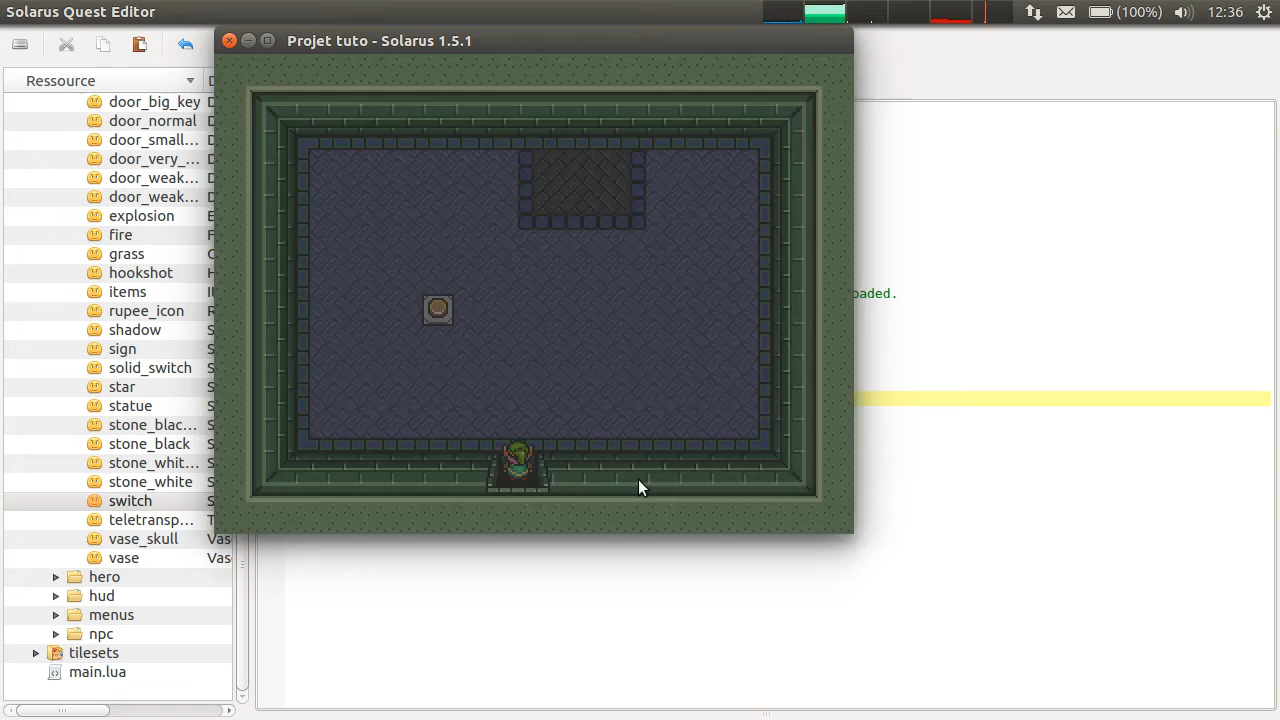 Solarus Quest Editor
(100%)
12:36
Projet tuto - Solarus 1.5.1
Ressource
door_big_key
door_normal
door_small...
door_very_...
door_weak...
door_weak...
explosion
fire
grass
hookshot
items
rupee_icon
shadow
sign
solid_switch
star
statue
stone_blac...
stone_black
stone_whit...
stone_white
switch
teletransp...
vase_skull Vas
vase Vase
hero
hud
menus
npc
tilesets
main.lua
oaded.